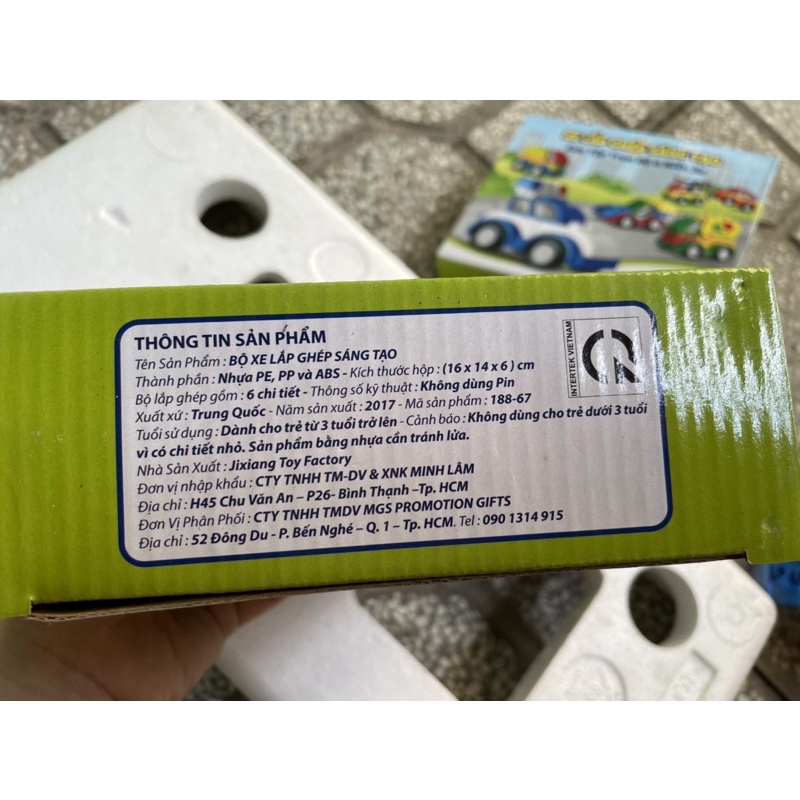 THÔNG TIN SẢN PHẨM
Tên Sản Phẩm : BỘ XE LẮP GHÉP SÁNG TẠO
Thành phần : Nhựa PE, PP và ABS - Kích thước hộp : (16 x 14 x 6 ) cm
Bộ lắp ghép gồm : 6 chi tiết - Thông số kỹ thuật : Không dùng Pin
Xuất xứ : Trung Quốc - Năm sản xuất : 2017 - Mã sản phẩm : 188-67
Tuổi sử dụng : Dành cho trẻ từ 3 tuổi trở lên - Cảnh báo : Không dùng cho trẻ dưới 3 tuổi
vì có chi tiết nhỏ. Sản phẩm bằng nhựa cần tránh lửa.
Nhà Sản Xuất : Jixiang Toy Factory
Đơn vị nhập khẩu : CTY TNHH TM-DV & XNK MINH LÂM
Địa chỉ : H45 Chu Văn An – P26- Bình Thạnh –Tp. HCM
Đơn Vị Phân Phối : CTY TNHH TMDV MGS PROMOTION GIFTS
Địa chỉ : 52 Đông Du - P. Bến Nghé – Q. 1 – Tp. HCM. Tel : 090 1314 915
INTERTEK VIETNAM